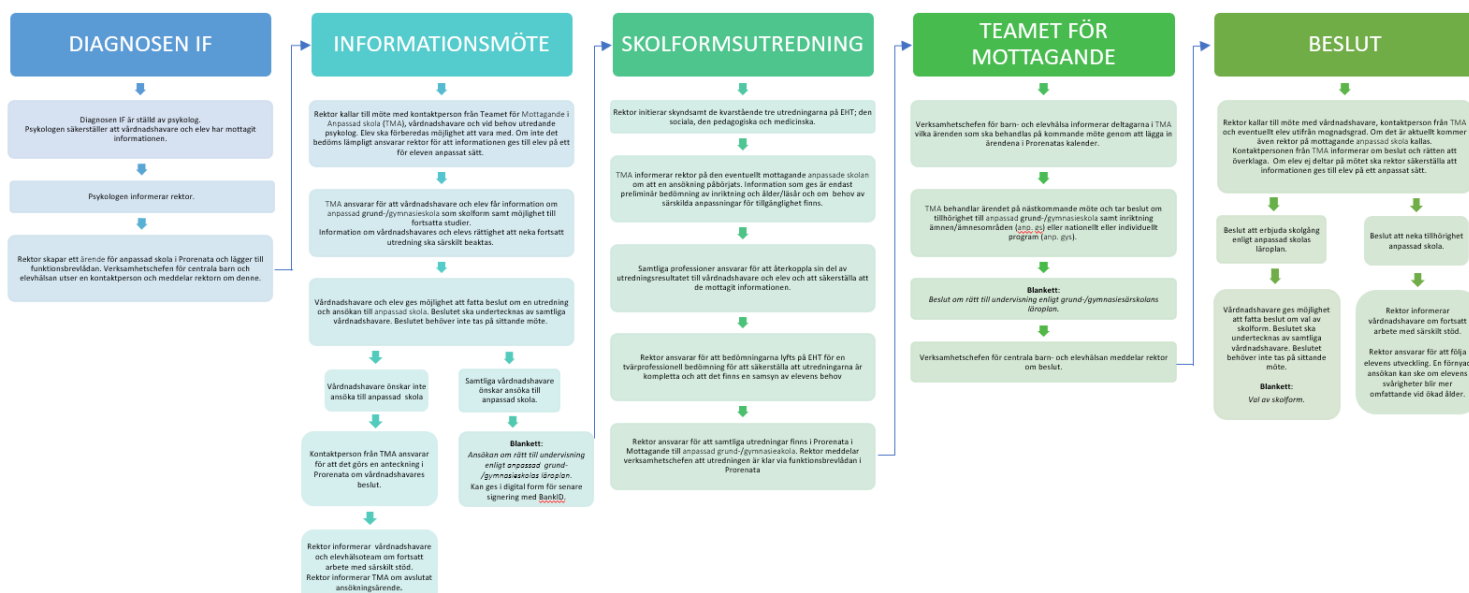 DIAGNOSEN IF
Diagnosen IF är ställd av psykolog.
Psykologen säkerställer att vårdnadshavare och elev har mottagit
informationen.
Psykologen informerar rektor.
Rektor skapar ett ärende för anpassad skola i Prorenata och lägger till
funktionsbrevlådan. Verksamhetschefen för centrala barn och
elevhälsan utser en kontaktperson och meddelar rektorn om denne.
INFORMATIONSMÖTE
Rektor kallar till möte med kontaktperson från Teamet för Mottagande i
Anpassad skola (TMA), vårdnadshavare och vid behov utredande
psykolog. Elev ska förberedas möjlighet att vara med. Om inte det
bedöms lämpligt ansvarar rektor för att informationen ges till elev på ett
för eleven anpassat sätt.
TMA ansvarar för att vårdnadshavare och elev får information om
anpassad grund-/gymnasieskola som skolform samt möjlighet till
fortsatta studier.
Information om vårdnadshavares och elevs rättighet att neka fortsatt
utredning ska särskilt beaktas.
Vårdnadshavare och elev ges möjlighet att fatta beslut om en utredning
och ansökan till anpassad skola. Beslutet ska undertecknas av samtliga
vårdnadshavare. Beslutet behöver inte tas på sittande möte.
Vårdnadshavare önskar inte
ansöka till anpassad skola
Kontaktperson från TMA ansvarar
för att det görs en anteckning i
Prorenata om vårdnadshavares
beslut.
Rektor informerar vårdnadshavare
och elevhälsoteam om fortsatt
arbete med särskilt stöd.
Rektor informerar TMA om avslutat
ansökningsärende.
Samtliga vårdnadshavare
önskar ansöka till
anpassad skola.
Blankett:
Ansökan om rätt till undervisning
enligt anpassad grund-
/gymnasieskolas läroplan.
Kan ges i digital form för senare
signering med BankID.
SKOLFORMSUTREDNING
Rektor initierar skyndsamt de kvarstående tre utredningarna på EHT; den
sociala, den pedagogiska och medicinska.
TMA informerar rektor på den eventuellt mottagande anpassade skolan
om att en ansökning påbörjats. Information som ges är endast
preliminär bedömning av inriktning och ålder/läsår och om behov av
särskilda anpassningar för tillgänglighet finns.
Samtliga professioner ansvarar för att återkoppla sin del av
utredningsresultatet till vårdnadshavare och elev och att säkerställa att
de mottagit informationen.
Rektor ansvarar för att bedömningarna lyfts på EHT för en
tvärprofessionell bedömning för att säkerställa att utredningarna är
kompletta och att det finns en samsyn av elevens behov
Rektor ansvarar för att samtliga utredningar finns i Prorenata i
Mottagande till anpassad grund-/gymnasieakola. Rektor meddelar
verksamhetschefen att utredningen är klar via funktionsbrevlådan i
Prorenata
TEAMET FÖR
MOTTAGANDE
Verksamhetschefen för barn- och elevhälsa informerar deltagarna i TMA
vilka ärenden som ska behandlas på kommande möte genom att lägga in
ärendena i Prorenatas kalender.
TMA behandlar ärendet på nästkommande möte och tar beslut om
tillhörighet till anpassad grund-/gymnasieskola samt inriktning
ämnen/ämnesområden (anp. gs) eller nationellt eller individuellt
program (anp. gys).
Blankett:
Beslut om rätt till undervisning enligt grund-/gymnasiesärskolans
läroplan.
Verksamhetschefen för centrala barn- och elevhälsan meddelar rektor
om beslut.
BESLUT
Rektor kallar till möte med vårdnadshavare, kontaktperson från TMA
och eventuellt elev utifrån mognadsgrad. Om det är aktuellt kommer
även rektor på mottagande anpassad skola kallas.
Kontaktpersonen från TMA informerar om beslut och rätten att
överklaga. Om elev ej deltar på mötet ska rektor säkerställa att
informationen ges till elev på ett anpassat sätt.
Beslut att erbjuda skolgång
enligt anpassad skolas
läroplan.
Vårdnadshavare ges möjlighet
att fatta beslut om val av
skolform. Beslutet ska
undertecknas av samtliga
vårdnadshavare. Beslutet
behöver inte tas på sittande
möte.
Blankett:
Val av skolform.
Beslut att neka tillhörighet
anpassad skola.
Rektor informerar
vårdnadshavare om fortsatt
arbete med särskilt stöd.
Rektor ansvarar för att följa
elevens utveckling. En förnyad
ansökan kan ske om elevens
svårigheter blir mer
omfattande vid ökad ålder.